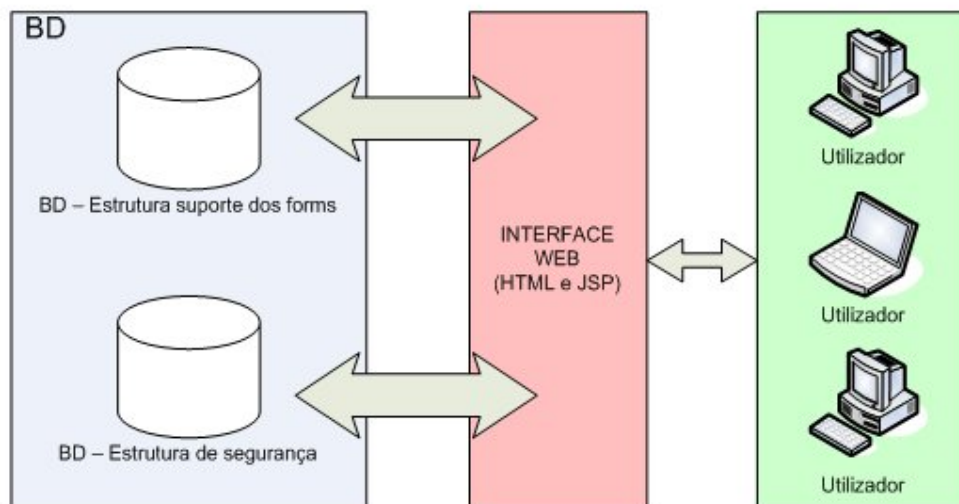 BD
BD – Estrutura suporte dos forms
BD – Estrutura de segurança
INTERFACE
WEB
(HTML e JSP)
Utilizador
Utilizador
Utilizador